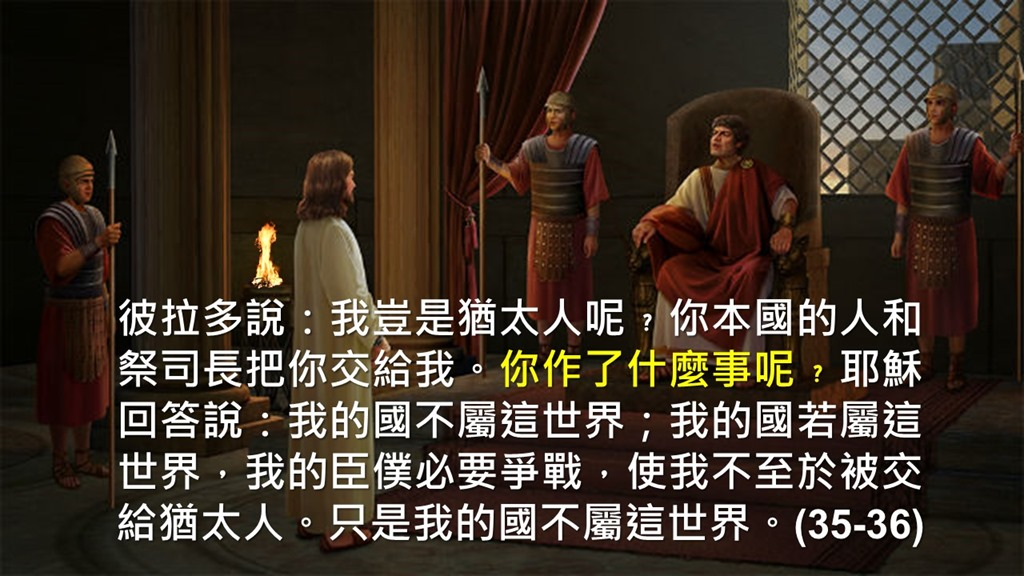 彼拉多說：我豈是猶太人呢﹖你本國的人和
祭司長把你交給我。你作了什麼事呢﹖耶穌
回答說：我的國不屬這世界；我的國若屬這
世界，我的臣僕必要爭戰，使我不至於被交
給猶太人。只是我的國不屬這世界。(35-36)